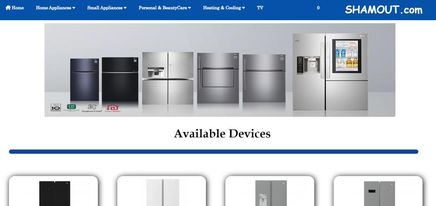 Home Home Appliances Small Appliances Personal & BeautyCare Heating & Cooling TV 0 SHAMOUT.com
Available Devices